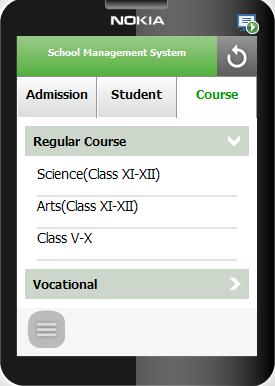 NOKIA
School Management System
Admission Student Course
Regular Course
Science(Class XI-XII)
Arts(Class XI-XII)
Class V-X
Vocational